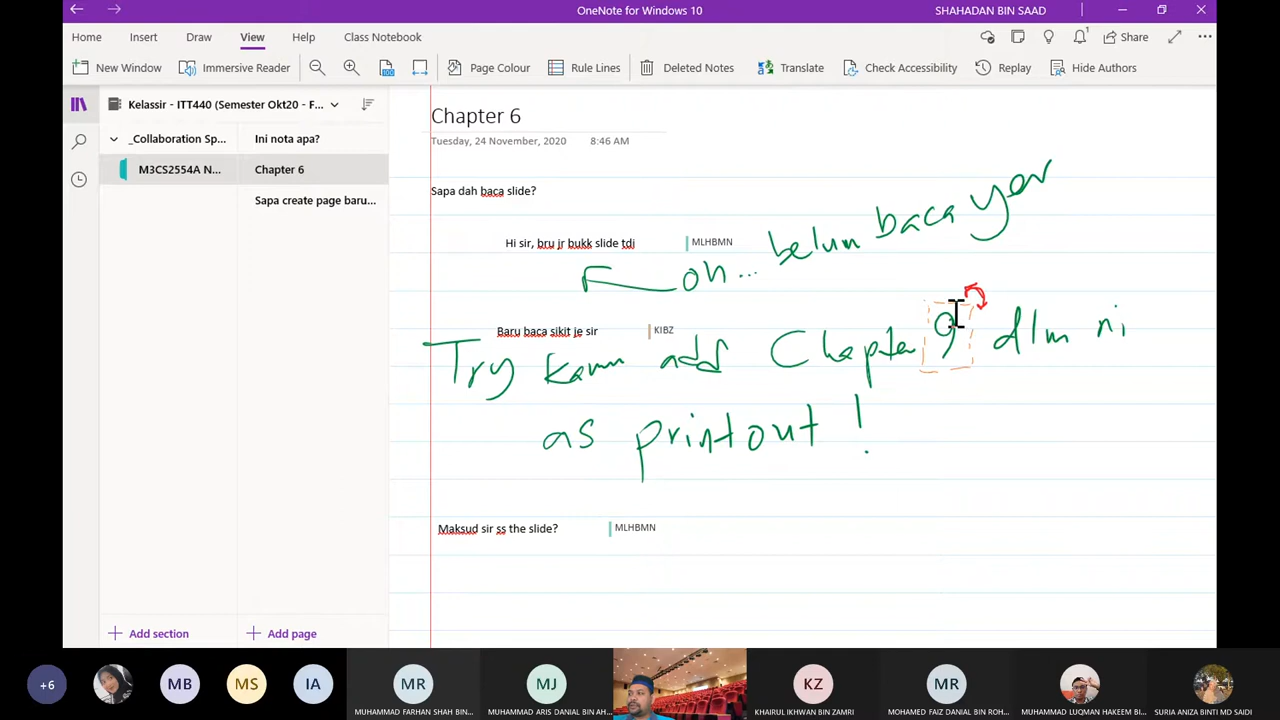 OneNote for Windows 10
SHAHADAN BIN SAAD
Home Insert Draw View Help Class Notebook
Share
New Window Immersive Reader Page Colour Rule Lines Deleted Notes Translate Check Accessibility Replay Hide Authors
Kelassir - ITT440 (Semester Okt20 - F...
_Collaboration Sp...
Ini nota apa?
M3CS2554A N...
Chapter 6
Sapa create page baru...
Add section
Add page
Chapter 6
Tuesday, 24 November, 2020 8:46 AM
Sapa dah baca slide?
Hi sir, bru jr bukk slide tdi MLHBMN
oh... belum baca yer
Baru baca sikit je sir KIBZ
Try kamu add Chapter 9 dlm ni
as printout !
Maksud sir ss the slide? MLHBMN
+6 MB MS IA MR MJ KZ MR
MUHAMMAD FARHAN SHAH BIN...
MUHAMMAD ARIS DANIAL BIN AH...
KHAIRUL IKHWAN BIN ZAMRI
MOHAMED FAIZ DANIAL BIN ROH...
MUHAMMAD LUQMAN HAKEEM BI...
SURIA ANIZA BINTI MD SAIDI